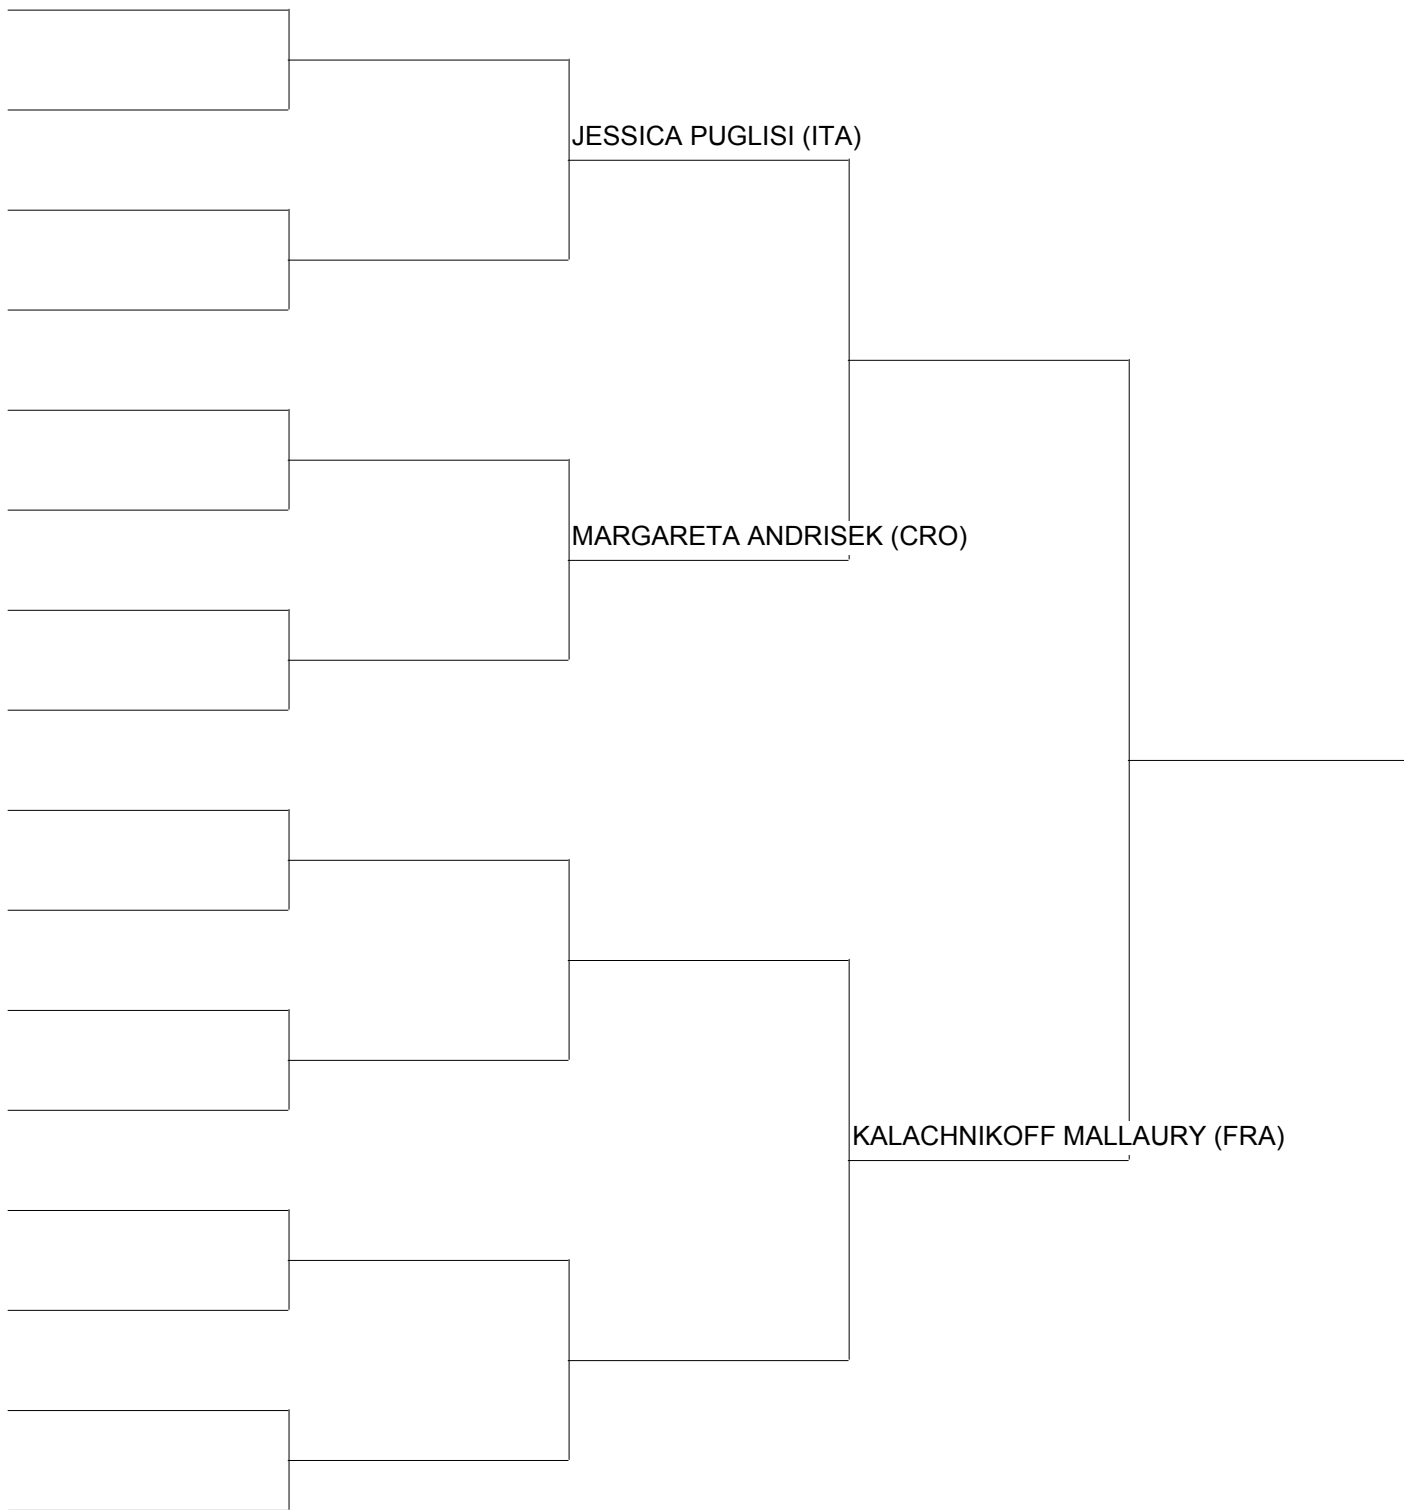 JESSICA PUGLISI (ITA)
MARGARETA ANDRISEK (CRO)
KALACHNIKOFF MALLAURY (FRA)